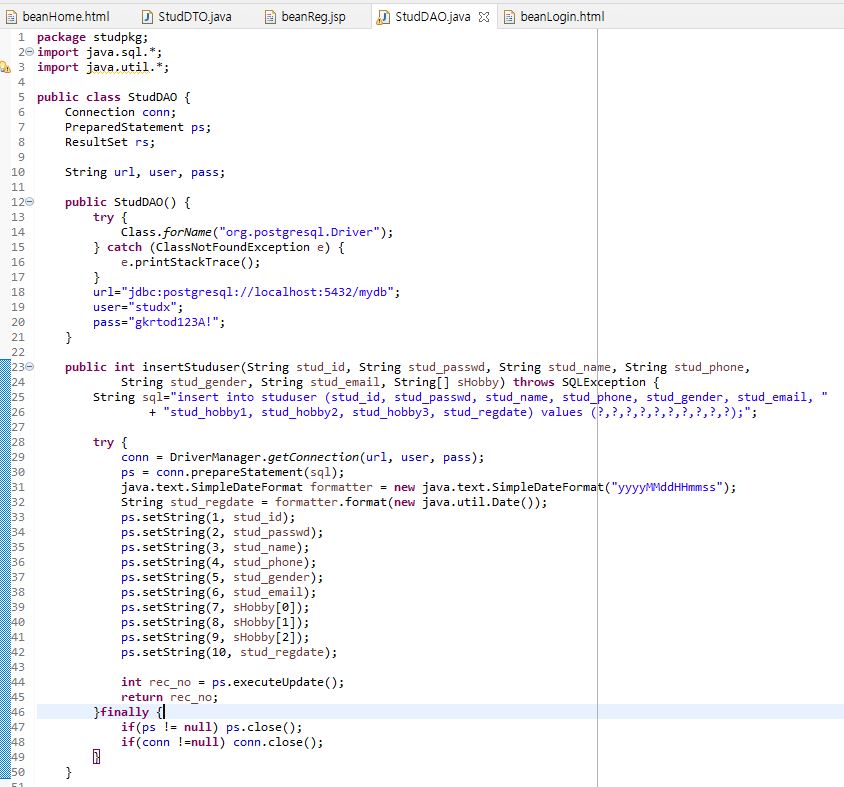 beanHome.html StudDTO.java beanReg.jsp StudDAO.java beanLogin.html
1 package studpkg;
2 import java.sql.*;
3 import java.util.*;
4
5 public class StudDAO {
6 Connection conn;
7 PreparedStatement ps;
8 ResultSet rs;
9
10 String url, user, pass;
11
12 public StudDAO() {
13 try {
14 Class.forName("org.postgresql.Driver");
15 } catch (ClassNotFoundException e) {
16 e.printStackTrace();
17 }
18 url="jdbc:postgresql://localhost:5432/mydb";
19 user="studx";
20 pass="gkrtod123A!";
21 }
22
23 public int insertStuduser(String stud_id, String stud_passwd, String stud_name, String stud_phone,
24 String stud_gender, String stud_email, String[] sHobby) throws SQLException {
25 String sql="insert into studuser (stud_id, stud_passwd, stud_name, stud_phone, stud_gender, stud_email, "
26 + "stud_hobby1, stud_hobby2, stud_hobby3, stud_regdate) values (?,?,?,?,?,?,?,?,?,?);";
27
28 try {
29 conn = DriverManager.getConnection(url, user, pass);
30 ps = conn.prepareStatement(sql);
31 java.text.SimpleDateFormat formatter = new java.text.SimpleDateFormat("yyyyMMddHHmmss");
32 String stud_regdate = formatter.format(new java.util.Date());
33 ps.setString(1, stud_id);
34 ps.setString(2, stud_passwd);
35 ps.setString(3, stud_name);
36 ps.setString(4, stud_phone);
37 ps.setString(5, stud_gender);
38 ps.setString(6, stud_email);
39 ps.setString(7, sHobby[0]);
40 ps.setString(8, sHobby[1]);
41 ps.setString(9, sHobby[2]);
42 ps.setString(10, stud_regdate);
43
44 int rec_no = ps.executeUpdate();
45 return rec_no;
46 }finally {
47 if(ps != null) ps.close();
48 if(conn !=null) conn.close();
49 }
50 }
51